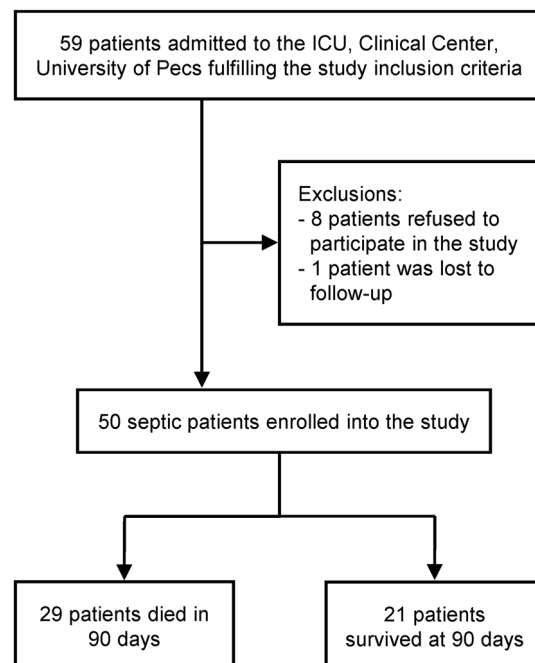 59 patients admitted to the ICU, Clinical Center,
University of Pecs fulfilling the study inclusion criteria
Exclusions:
- 8 patients refused to
participate in the study
- 1 patient was lost to
follow-up
50 septic patients enrolled into the study
29 patients died in
90 days
21 patients
survived at 90 days